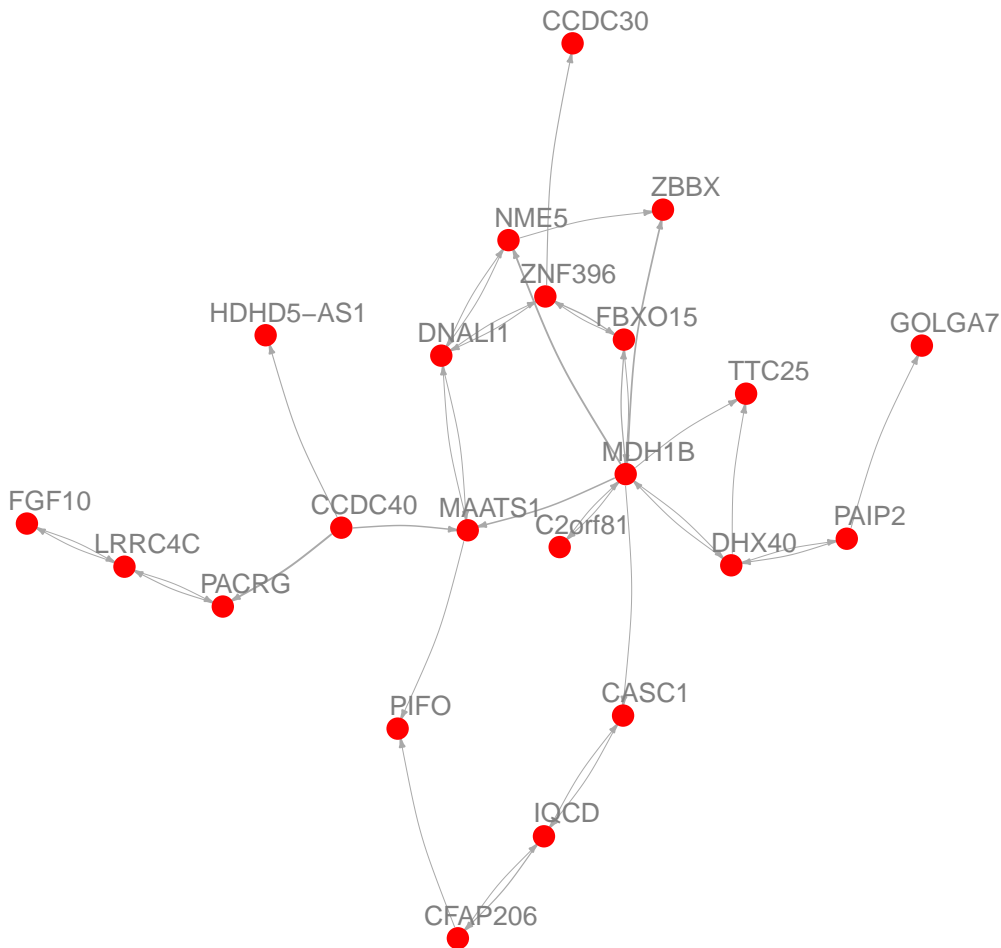 CCDC30
ZBBX
NME5
ZNF396
HDHD5−AS1
FBXO15
GOLGA7
DNALI1
TTC25
MDH1B
FGF10
CCDC40
MAATS1
C2orf81
PAIP2
LRRC4C
DHX40
PACRG
CASC1
PIFO
IQCD
CFAP206